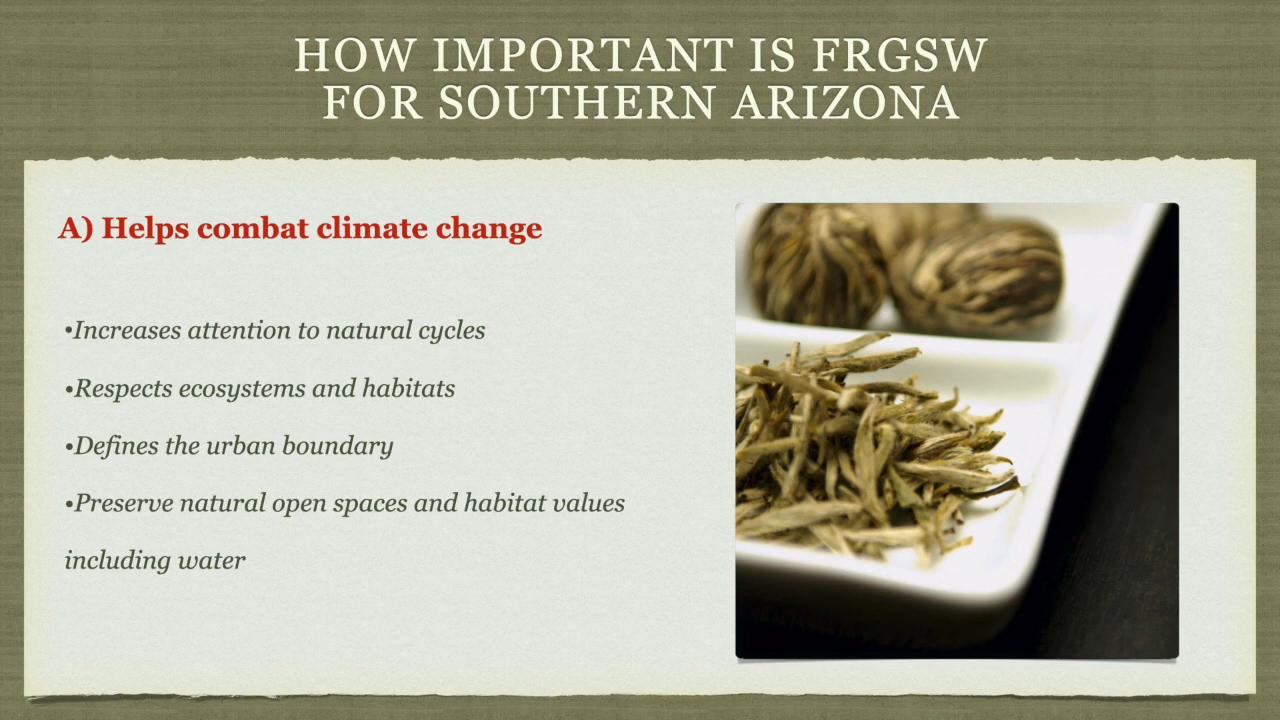 HOW IMPORTANT IS FRGSW
FOR SOUTHERN ARIZONA
A) Helps combat climate change
•Increases attention to natural cycles
•Respects ecosystems and habitats
•Defines the urban boundary
•Preserve natural open spaces and habitat values
including water